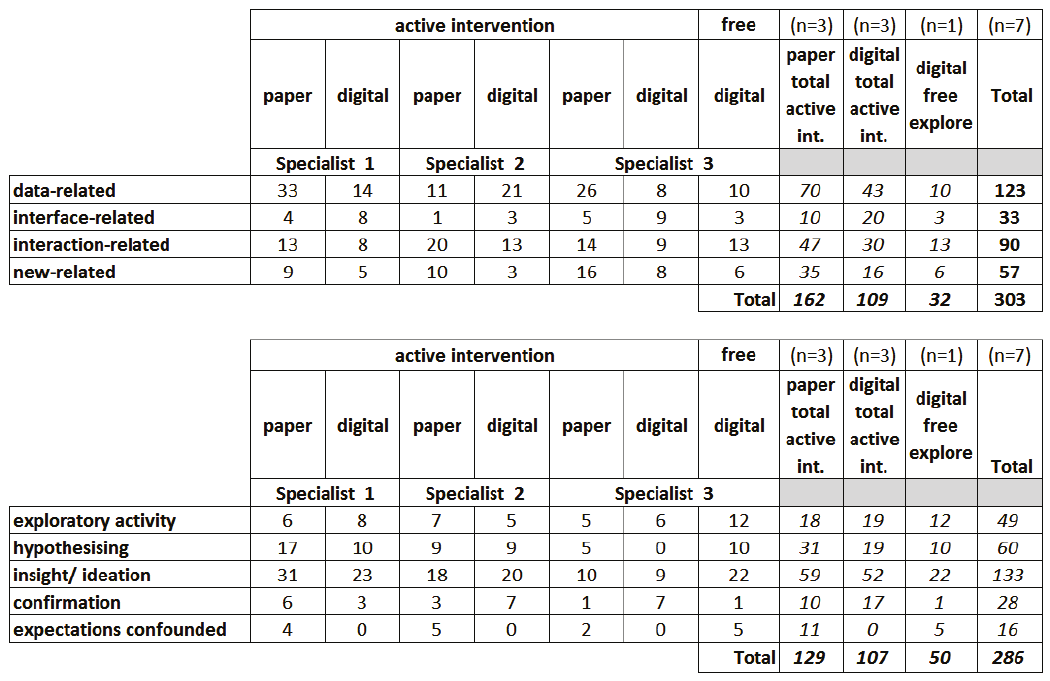 active intervention free (n=3) (n=3) (n=1) (n=7)
paper digital paper digital paper digital digital paper total active int. digital total active int. digital free explore Total
Specialist 1 Specialist 2 Specialist 3
data-related 33 14 11 21 26 8 10 70 43 10 123
interface-related 4 8 1 3 5 9 3 10 20 3 33
interaction-related 13 8 20 13 14 9 13 47 30 13 90
new-related 9 5 10 3 16 8 6 35 16 6 57
Total 162 109 32 303
active intervention free (n=3) (n=3) (n=1) (n=7)
paper digital paper digital paper digital digital paper total active int. digital total active int. digital free explore Total
Specialist 1 Specialist 2 Specialist 3
exploratory activity 6 8 7 5 5 6 12 18 19 12 49
hypothesising 17 10 9 9 5 0 10 31 19 10 60
insight/ ideation 31 23 18 20 10 9 22 59 52 22 133
confirmation 6 3 3 7 1 7 1 10 17 1 28
expectations confounded 4 0 5 0 2 0 5 11 0 5 16
Total 129 107 50 286